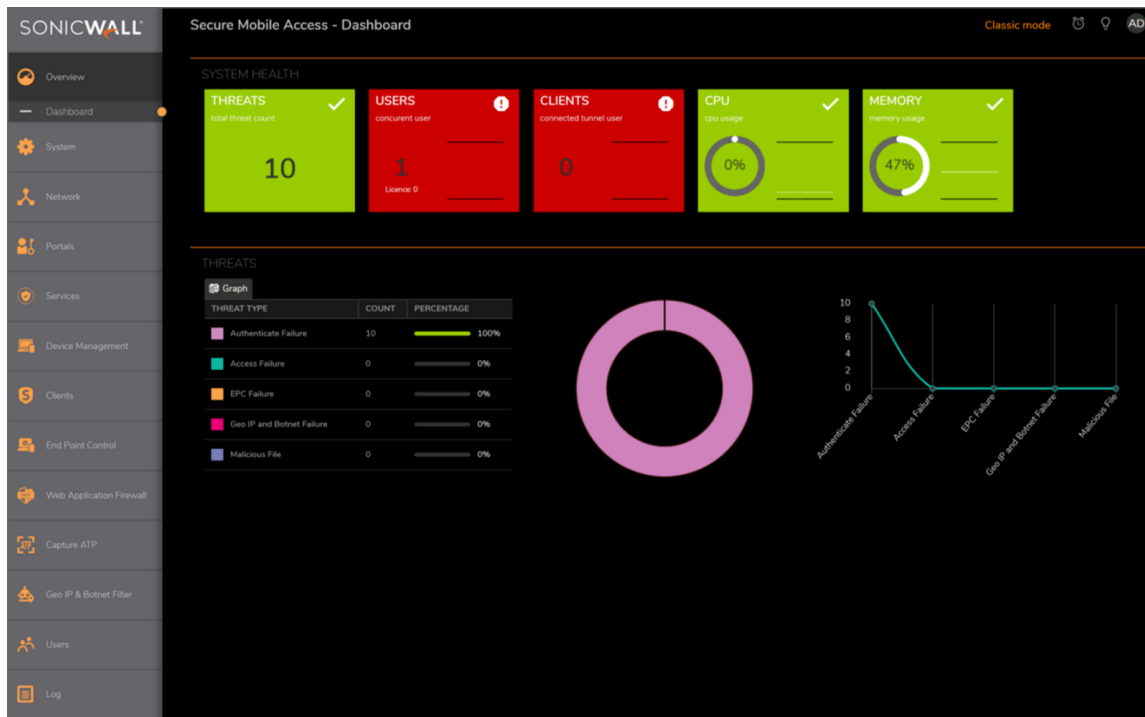 SONICWALL
Secure Mobile Access - Dashboard
Classic mode
AD
Overview
Dashboard
System
Network
Portals
Services
Device Management
Clients
End Point Control
Web Application Firewall
Capture ATP
Geo IP & Botnet Filter
Users
Log
SYSTEM HEALTH
THREATS
total threat count
10
USERS
concurent user
1
Licence: 0
CLIENTS
connected tunnel user
0
CPU
cpu usage
0%
MEMORY
memory usage
47%
THREATS
Graph
THREAT TYPE COUNT PERCENTAGE
Authenticate Failure 10 100%
Access Failure 0 0%
EPC Failure 0 0%
Geo IP and Botnet Failure 0 0%
Malicious File 0 0%
10
8
6
4
2
0
Authenticate Failure
Access Failure
EPC Failure
Geo IP and Botnet Failure
Malicious File